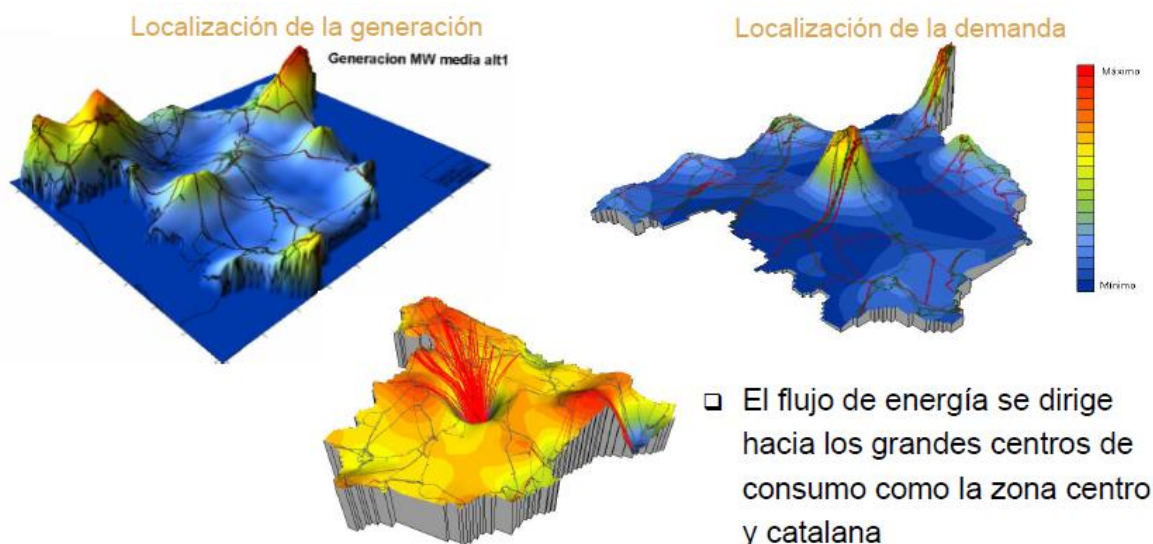 Localización de la generación
Generacion MW media alt1
Localización de la demanda
Máximo
Mínimo
El flujo de energía se dirige
hacia los grandes centros de
consumo como la zona centro
y catalana